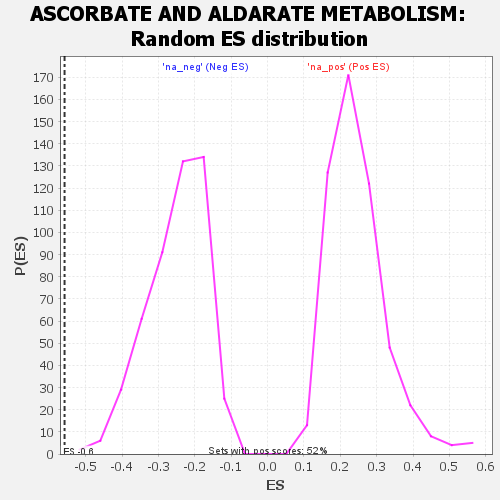 ASCORBATE AND ALDARATE METABOLISM:
Random ES distribution
'na_neg' (Neg ES)
'na_pos' (Pos ES)
170
160
150
140
130
120
110
100
90
80
70
60
50
40
30
20
10
0
P(ES)
ES -0.6
Sets with pos scores: 52%
-0.5 -0.4 -0.3 -0.2 -0.1 0.0 0.1 0.2 0.3 0.4 0.5 0.6
ES